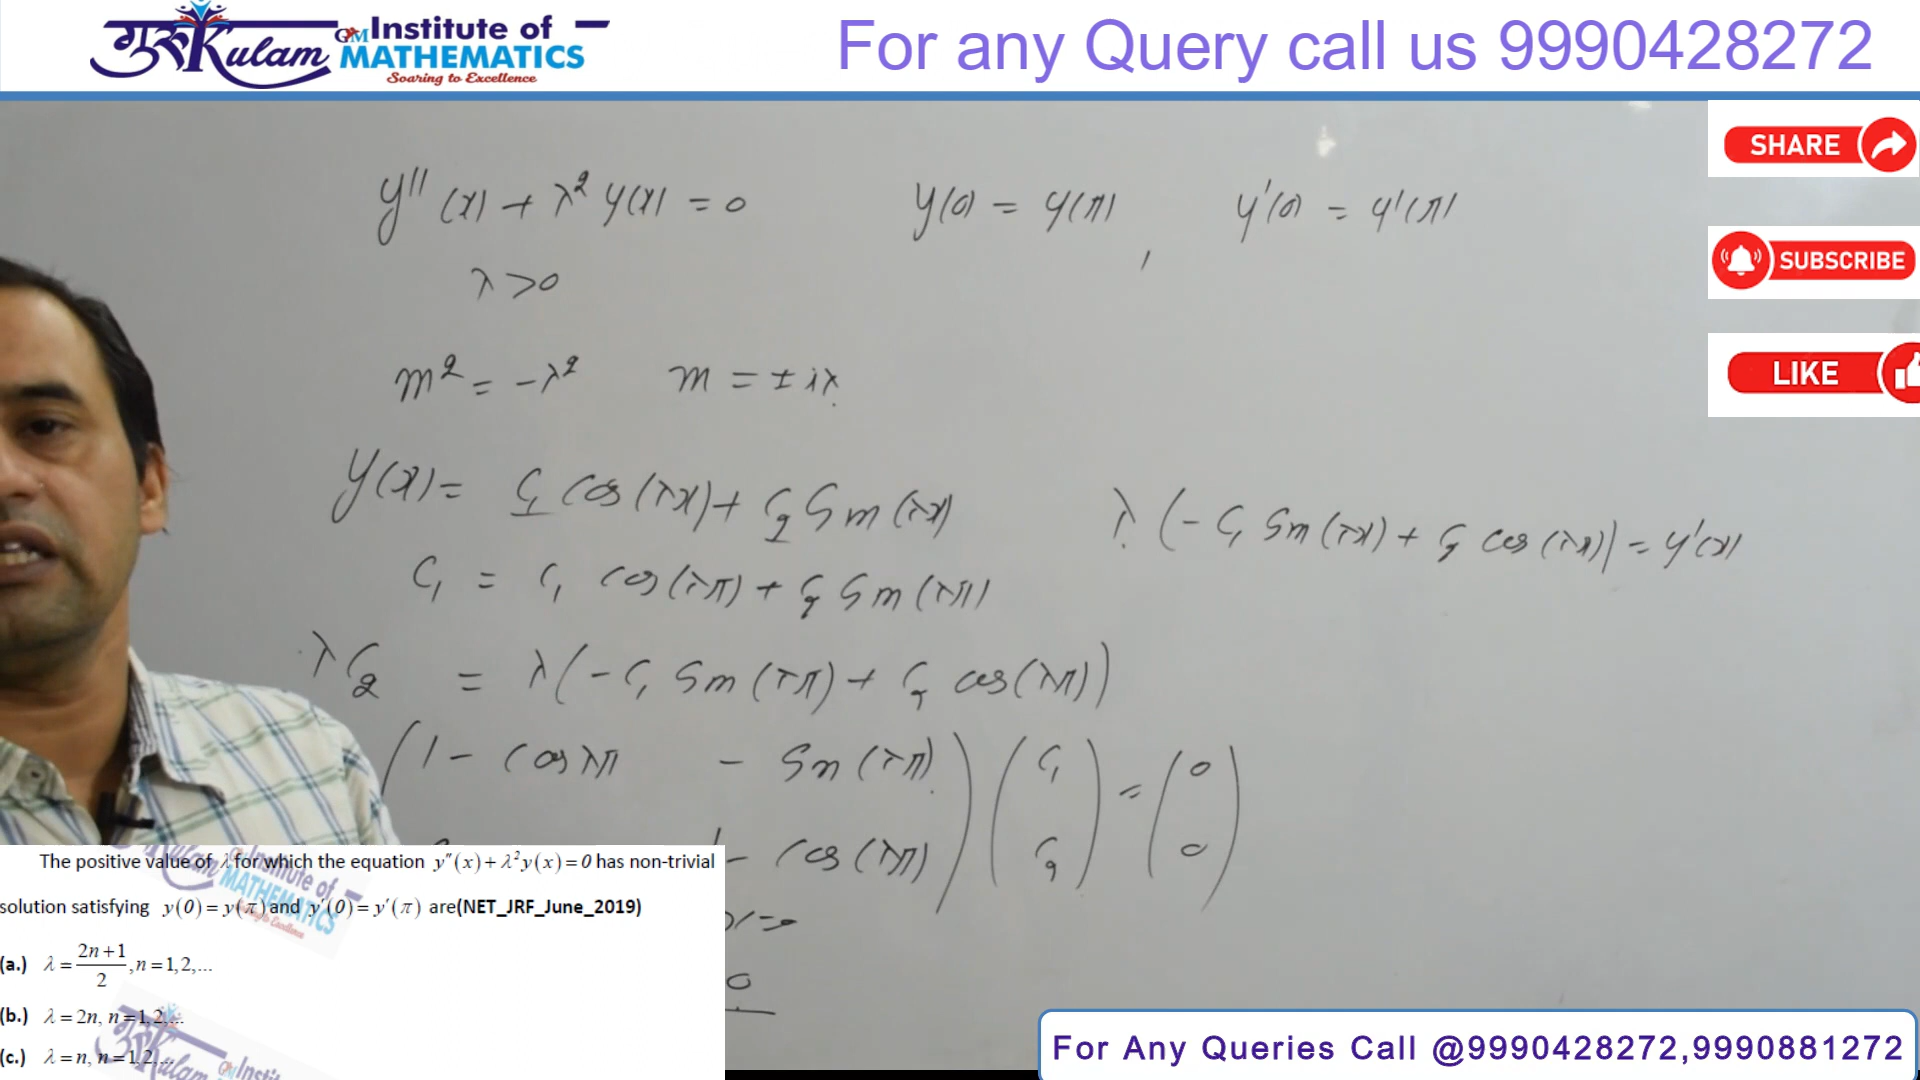 गुरुKulam GM Institute of
MATHEMATICS
Soaring to Excellence
For any Query call us 9990428272
SHARE
SUBSCRIBE
LIKE
y''(x) + λ² y(x) = 0 y(0) = y(π) , y'(0) = y'(π)
λ > 0
m² = -λ² m = ± iλ
y(x) = C₁ cos(λx) + C₂ Sin(λx) λ(-C₁ Sin(λx) + C₂ cos(λx)) = y'(x)
C₁ = C₁ cos(λπ) + C₂ Sin(λπ)
λC₂ = λ(-C₁ Sin(λπ) + C₂ cos(λπ))
(1 - cosλπ - Sin(λπ)) (C₁) = (0)
1 - cos(λπ) C₂ 0
0
The positive value of λ for which the equation y″(x)+λ²y(x)=0 has non-trivial
solution satisfying y(0)=y(π) and y′(0)=y′(π) are(NET_JRF_June_2019)
(a.) λ = (2n+1)/2, n=1,2,...
(b.) λ = 2n, n=1,2,...
(c.) λ = n, n=1,2,...
For Any Queries Call @9990428272,9990881272